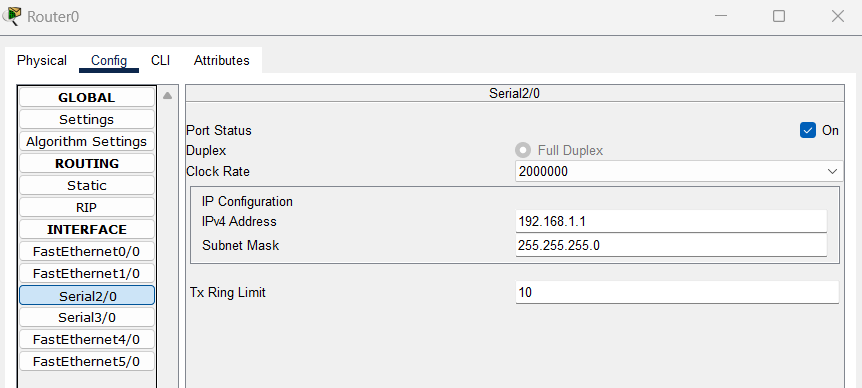 Router0
Physical Config CLI Attributes
GLOBAL
Settings
Algorithm Settings
ROUTING
Static
RIP
INTERFACE
FastEthernet0/0
FastEthernet1/0
Serial2/0
Serial3/0
FastEthernet4/0
FastEthernet5/0
Serial2/0
Port Status On
Duplex Full Duplex
Clock Rate 2000000
IP Configuration
IPv4 Address 192.168.1.1
Subnet Mask 255.255.255.0
Tx Ring Limit 10